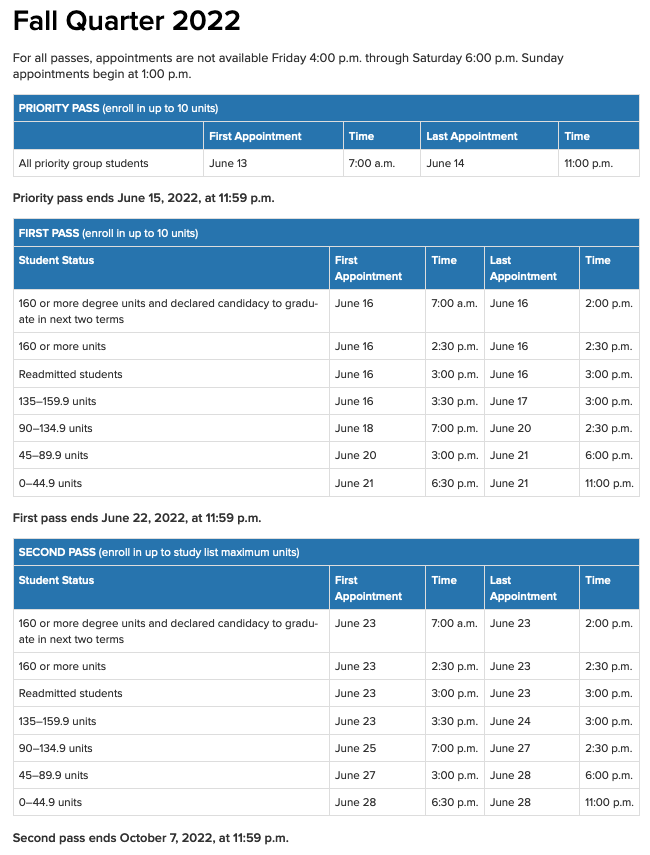 Fall Quarter 2022
For all passes, appointments are not available Friday 4:00 p.m. through Saturday 6:00 p.m. Sunday
appointments begin at 1:00 p.m.
PRIORITY PASS (enroll in up to 10 units)
First Appointment Time Last Appointment Time
All priority group students June 13 7:00 a.m. June 14 11:00 p.m.
Priority pass ends June 15, 2022, at 11:59 p.m.
FIRST PASS (enroll in up to 10 units)
Student Status First Time Last Time
Appointment Appointment
160 or more degree units and declared candidacy to gradu- June 16 7:00 a.m. June 16 2:00 p.m.
ate in next two terms
160 or more units June 16 2:30 p.m. June 16 2:30 p.m.
Readmitted students June 16 3:00 p.m. June 16 3:00 p.m.
135–159.9 units June 16 3:30 p.m. June 17 3:00 p.m.
90–134.9 units June 18 7:00 p.m. June 20 2:30 p.m.
45–89.9 units June 20 3:00 p.m. June 21 6:00 p.m.
0–44.9 units June 21 6:30 p.m. June 21 11:00 p.m.
First pass ends June 22, 2022, at 11:59 p.m.
SECOND PASS (enroll in up to study list maximum units)
Student Status First Time Last Time
Appointment Appointment
160 or more degree units and declared candidacy to gradu- June 23 7:00 a.m. June 23 2:00 p.m.
ate in next two terms
160 or more units June 23 2:30 p.m. June 23 2:30 p.m.
Readmitted students June 23 3:00 p.m. June 23 3:00 p.m.
135–159.9 units June 23 3:30 p.m. June 24 3:00 p.m.
90–134.9 units June 25 7:00 p.m. June 27 2:30 p.m.
45–89.9 units June 27 3:00 p.m. June 28 6:00 p.m.
0–44.9 units June 28 6:30 p.m. June 28 11:00 p.m.
Second pass ends October 7, 2022, at 11:59 p.m.